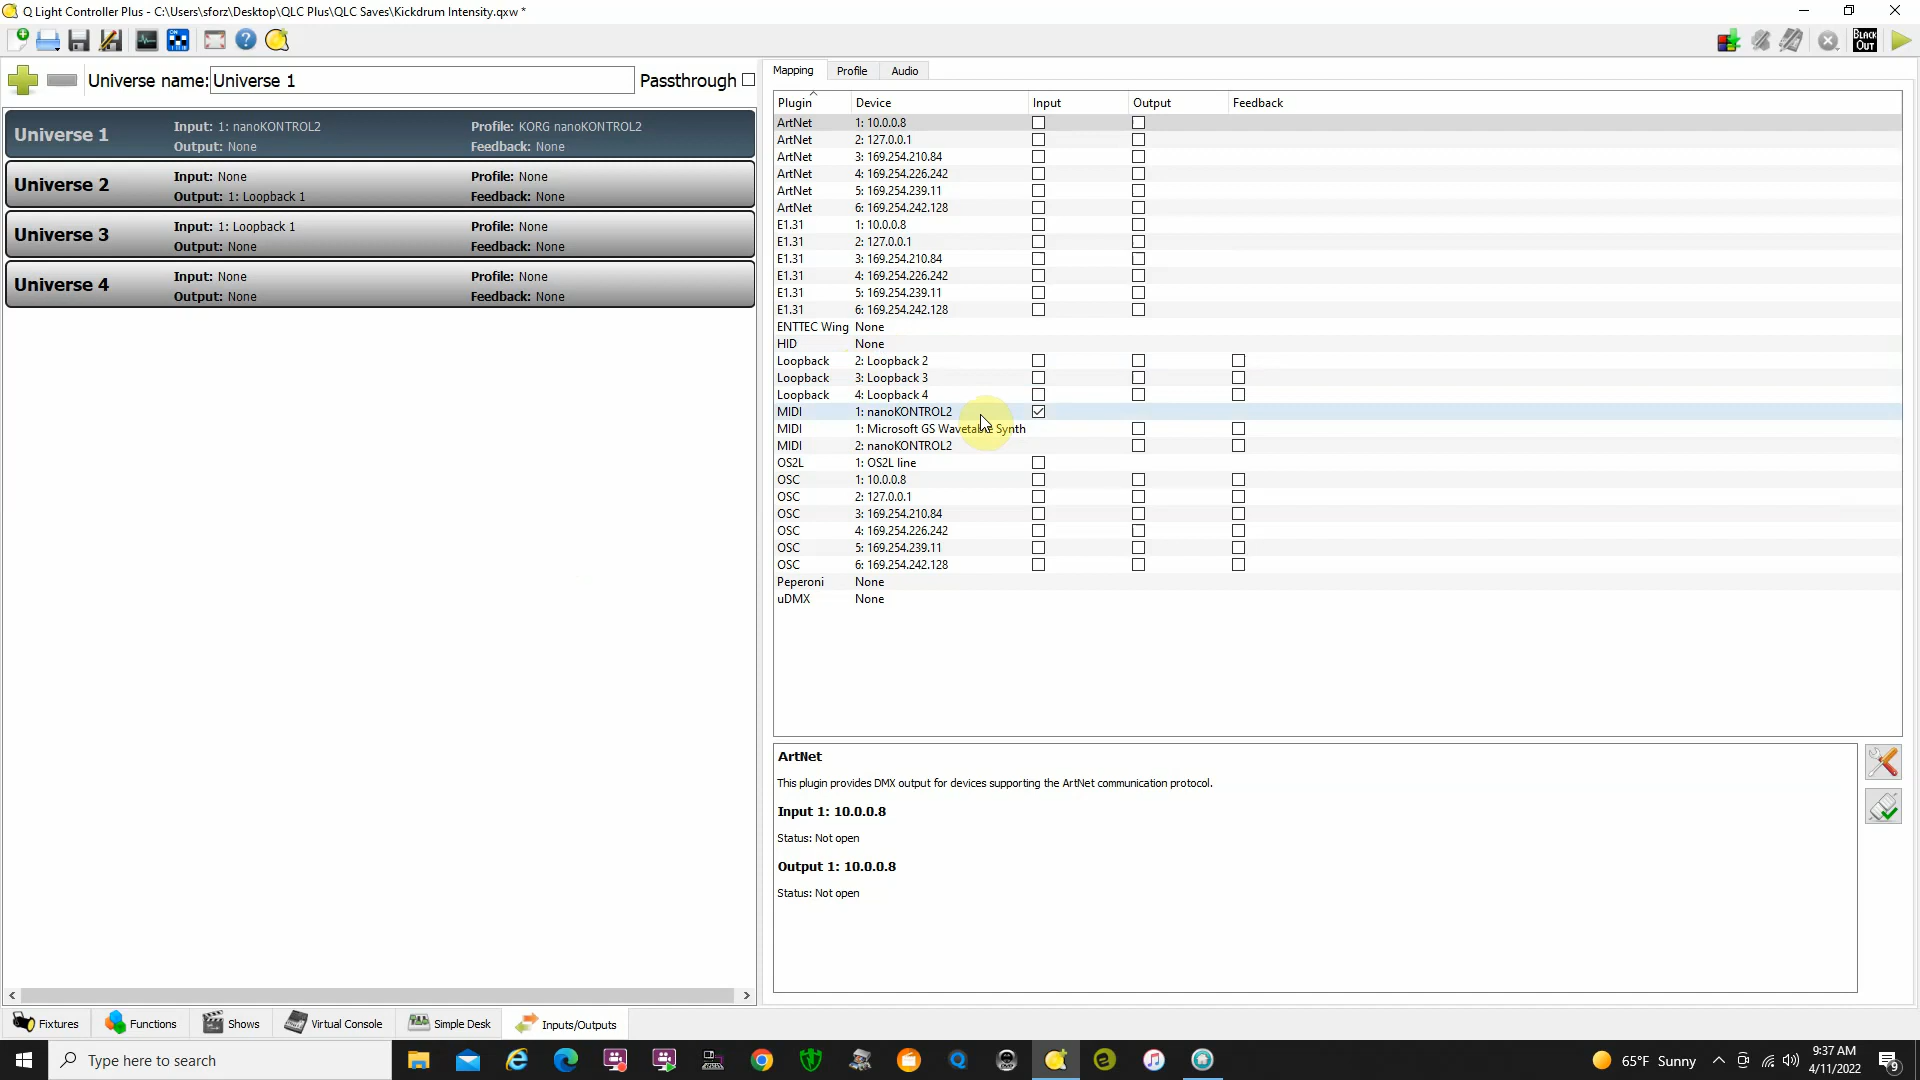 Q Light Controller Plus - C:\Users\sforz\Desktop\QLC Plus\QLC Saves\Kickdrum Intensity.qxw *
BLACK OUT
Universe name: Universe 1 Passthrough
Universe 1 Input: 1: nanoKONTROL2 Profile: KORG nanoKONTROL2
Output: None Feedback: None
Universe 2 Input: None Profile: None
Output: 1: Loopback 1 Feedback: None
Universe 3 Input: 1: Loopback 1 Profile: None
Output: None Feedback: None
Universe 4 Input: None Profile: None
Output: None Feedback: None
Mapping Profile Audio
Plugin Device Input Output Feedback
ArtNet 1: 10.0.0.8
ArtNet 2: 127.0.0.1
ArtNet 3: 169.254.210.84
ArtNet 4: 169.254.226.242
ArtNet 5: 169.254.239.11
ArtNet 6: 169.254.242.128
E1.31 1: 10.0.0.8
E1.31 2: 127.0.0.1
E1.31 3: 169.254.210.84
E1.31 4: 169.254.226.242
E1.31 5: 169.254.239.11
E1.31 6: 169.254.242.128
ENTTEC Wing None
HID None
Loopback 2: Loopback 2
Loopback 3: Loopback 3
Loopback 4: Loopback 4
MIDI 1: nanoKONTROL2
MIDI 1: Microsoft GS Wavetable Synth
MIDI 2: nanoKONTROL2
OS2L 1: OS2L line
OSC 1: 10.0.0.8
OSC 2: 127.0.0.1
OSC 3: 169.254.210.84
OSC 4: 169.254.226.242
OSC 5: 169.254.239.11
OSC 6: 169.254.242.128
Peperoni None
uDMX None
ArtNet
This plugin provides DMX output for devices supporting the ArtNet communication protocol.
Input 1: 10.0.0.8
Status: Not open
Output 1: 10.0.0.8
Status: Not open
Fixtures Functions Shows Virtual Console Simple Desk Inputs/Outputs
Type here to search
65°F Sunny
9:37 AM
4/11/2022
9